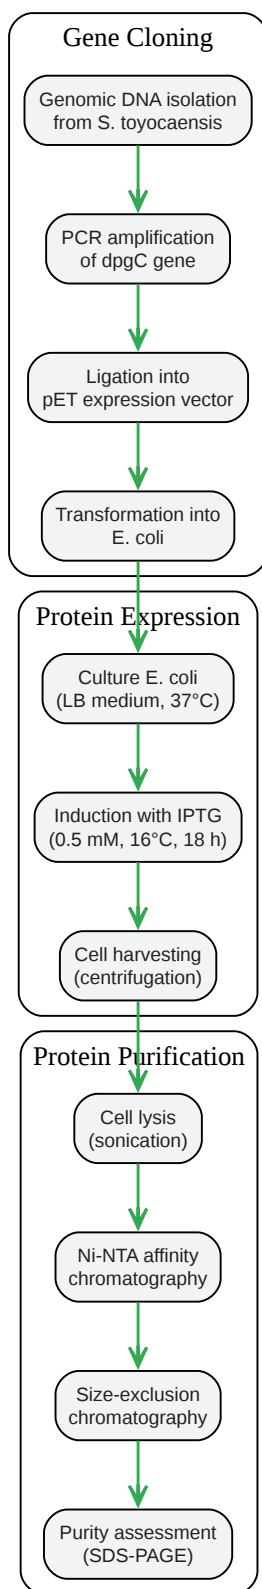 Gene Cloning
Genomic DNA isolation
from S. toyocaensis
PCR amplification
of dpgC gene
Ligation into
pET expression vector
Transformation into
E. coli
Protein Expression
Culture E. coli
(LB medium, 37°C)
Induction with IPTG
(0.5 mM, 16°C, 18 h)
Cell harvesting
(centrifugation)
Protein Purification
Cell lysis
(sonication)
Ni-NTA affinity
chromatography
Size-exclusion
chromatography
Purity assessment
(SDS-PAGE)